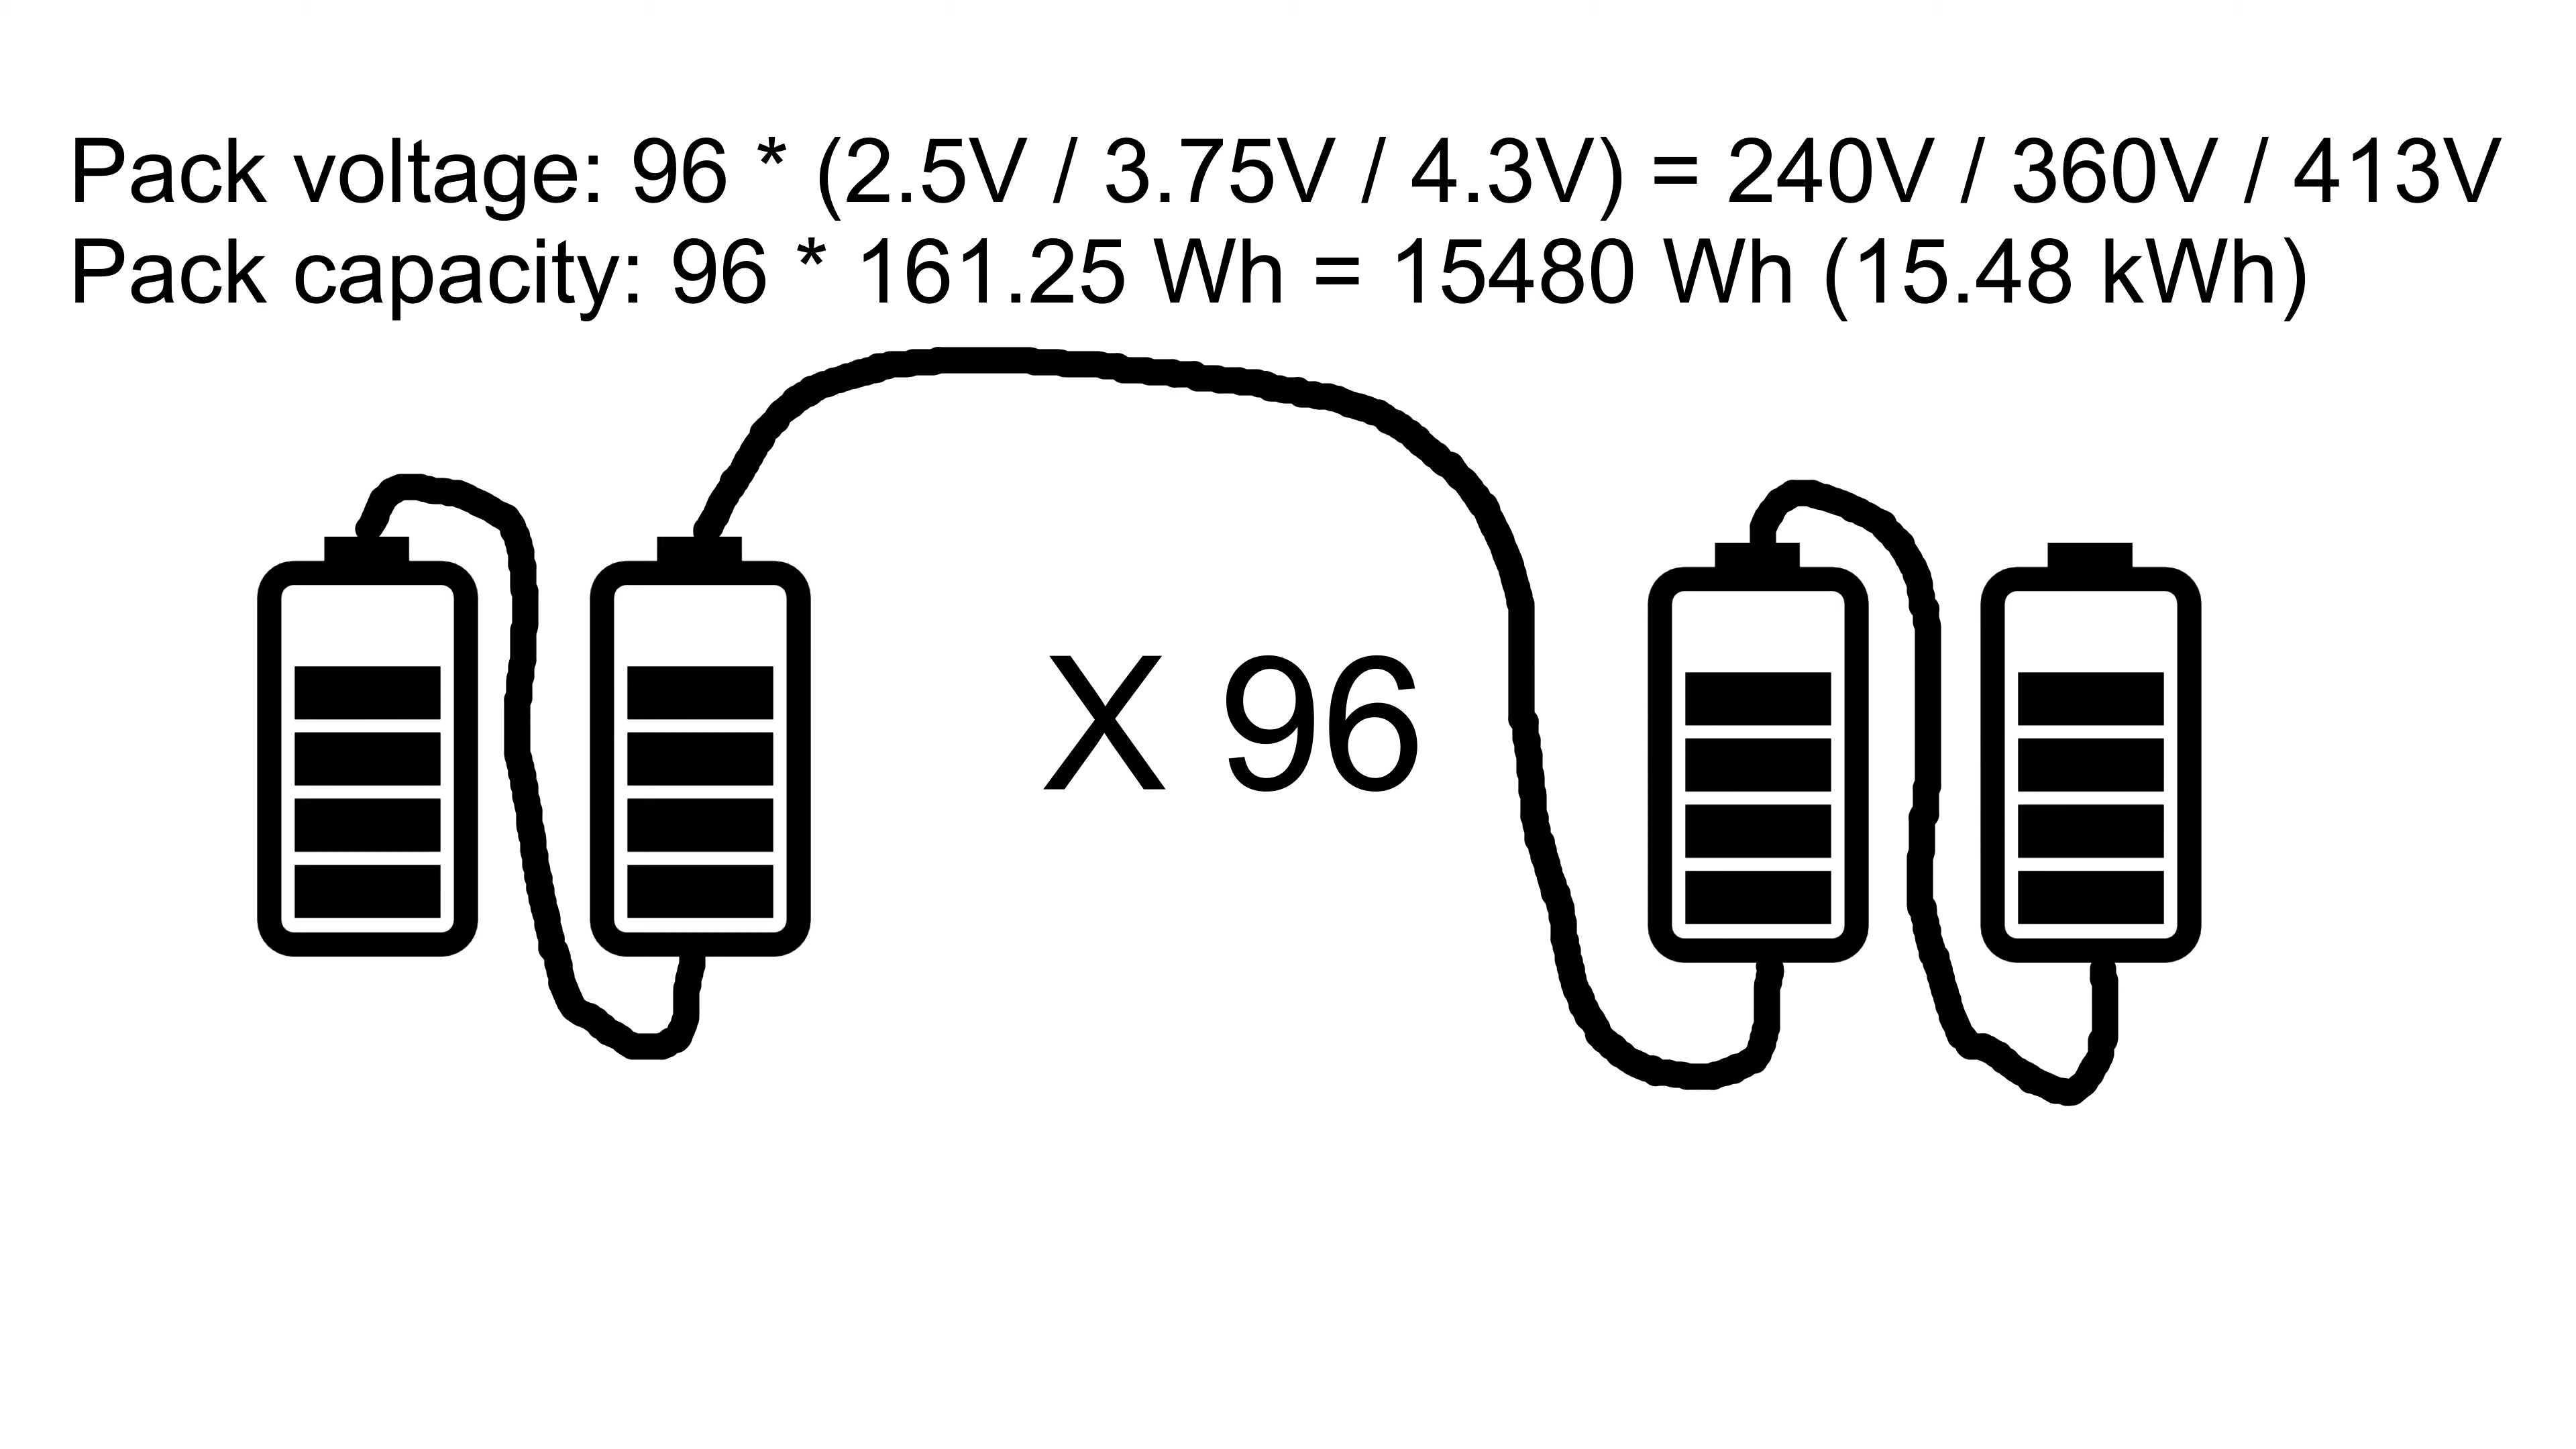 Pack voltage: 96 * (2.5V / 3.75V / 4.3V) = 240V / 360V / 413V
Pack capacity: 96 * 161.25 Wh = 15480 Wh (15.48 kWh)
X 96